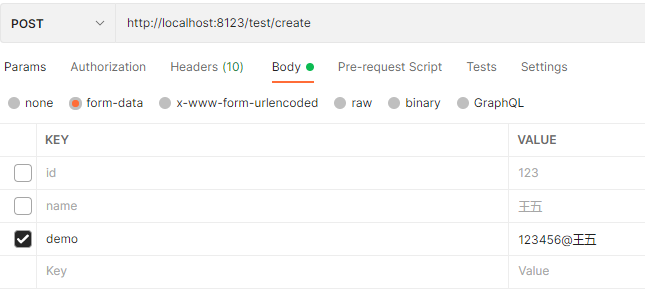 POST http://localhost:8123/test/create
Params Authorization Headers (10) Body Pre-request Script Tests Settings
none form-data x-www-form-urlencoded raw binary GraphQL
KEY VALUE
id 123
name 王五
demo 123456@王五
Key Value